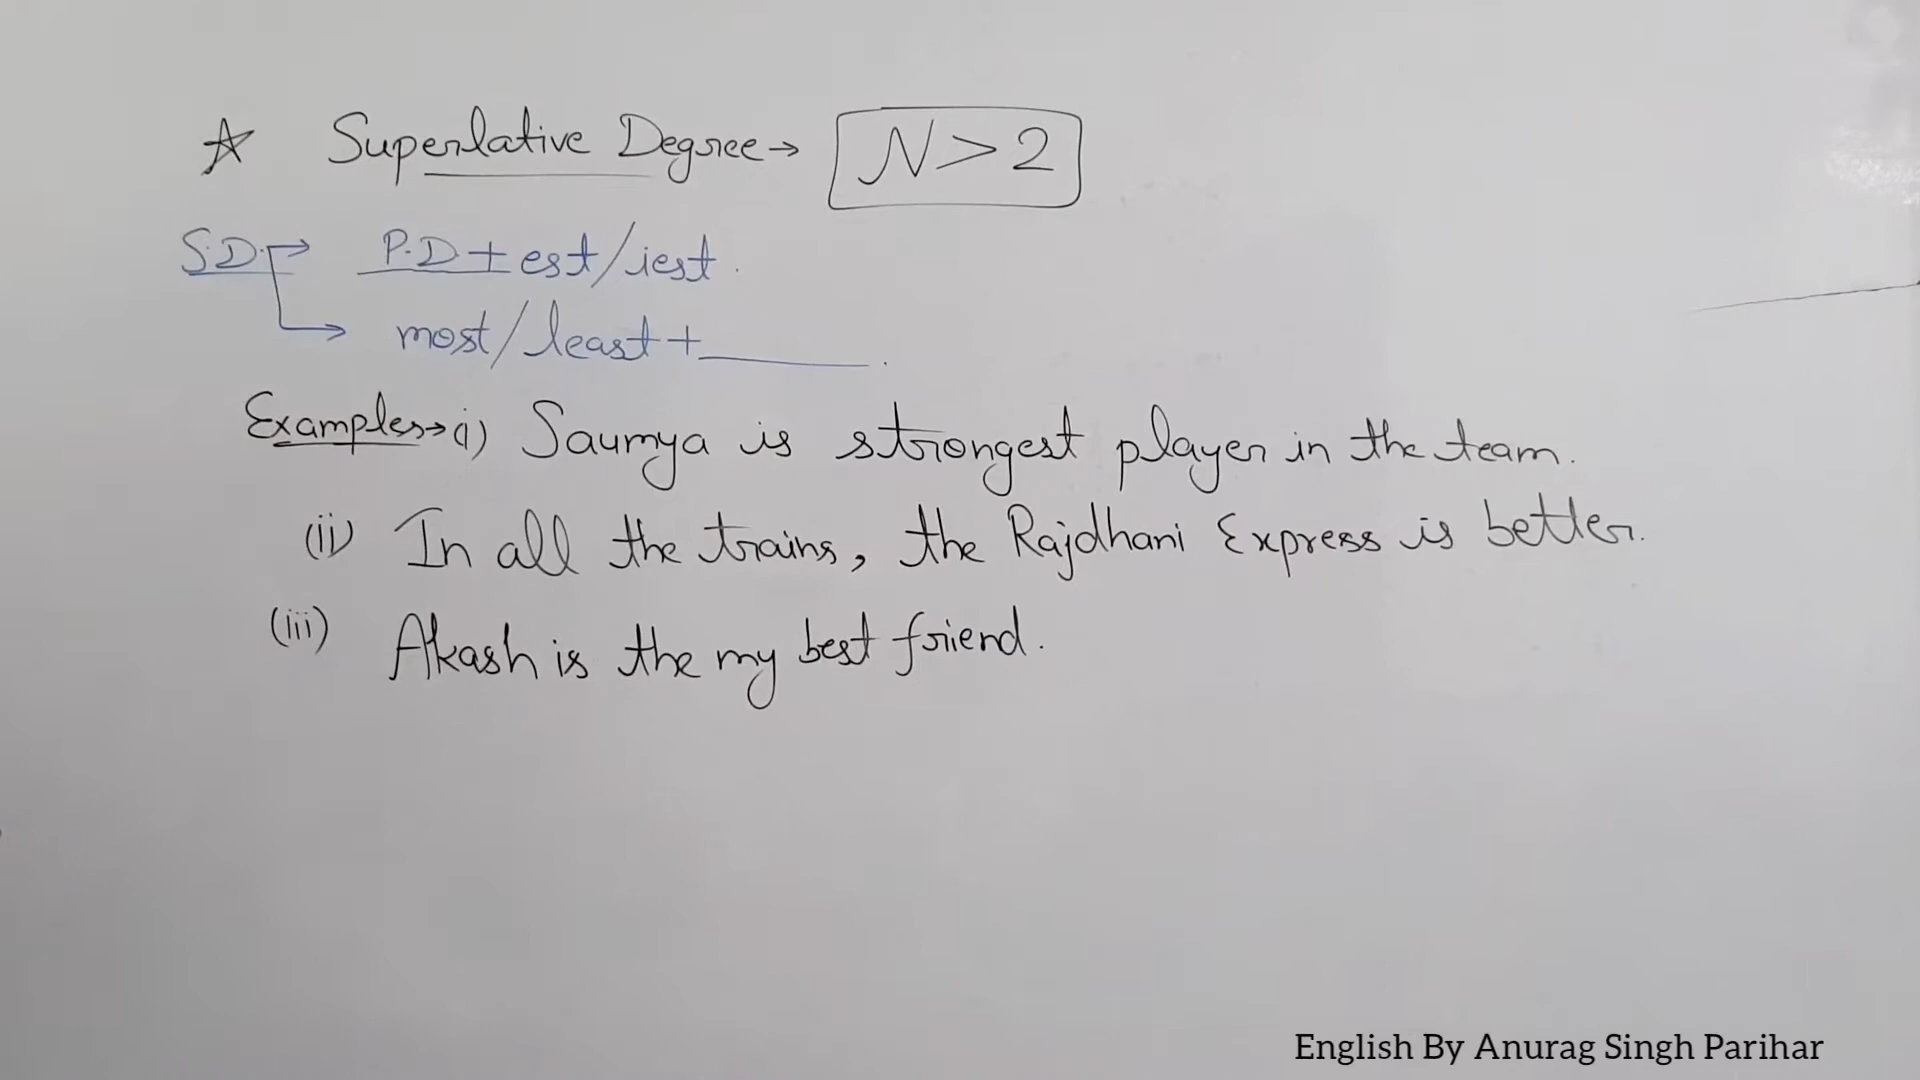 ☆ Superlative Degree → N > 2
S.D. → P.D + est/iest.
→ most/least + ______.
Examples → (i) Saumya is strongest player in the team.
(ii) In all the trains, the Rajdhani Express is better.
(iii) Akash is the my best friend.
English By Anurag Singh Parihar